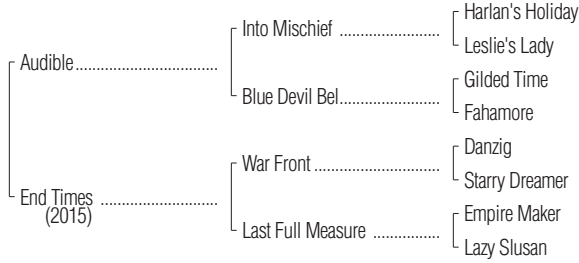 Harlan's Holiday
Into Mischief
Leslie's Lady
Audible
Gilded Time
Blue Devil Bel
Fahamore
Danzig
War Front
Starry Dreamer
End Times
(2015)
Empire Maker
Last Full Measure
Lazy Slusan